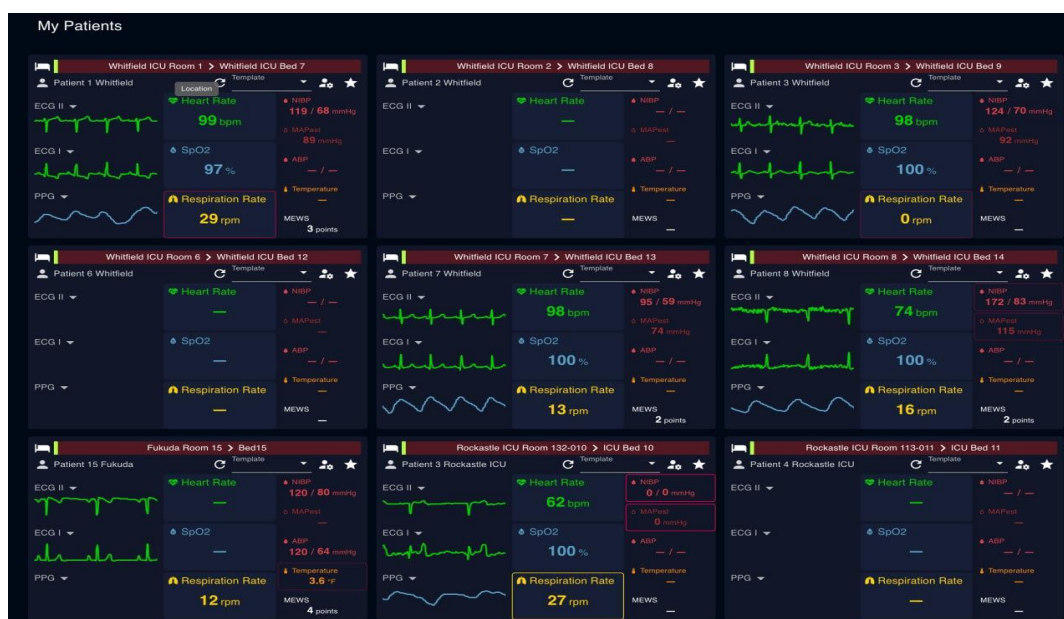 My Patients
Whitfield ICU Room 1 > Whitfield ICU Bed 7
Patient 1 Whitfield
Template
Location
ECG II
Heart Rate
99 bpm
NIBP
119 / 68 mmHg
MAPest
89 mmHg
ECG I
SpO2
97 %
ABP
— / —
PPG
Respiration Rate
29 rpm
Temperature
—
MEWS
3 points
Whitfield ICU Room 2 > Whitfield ICU Bed 8
Patient 2 Whitfield
Template
ECG II
Heart Rate
—
NIBP
— / —
MAPest
—
ECG I
SpO2
—
ABP
— / —
PPG
Respiration Rate
—
Temperature
—
MEWS
—
Whitfield ICU Room 3 > Whitfield ICU Bed 9
Patient 3 Whitfield
Template
ECG II
Heart Rate
98 bpm
NIBP
124 / 70 mmHg
MAPest
92 mmHg
ECG I
SpO2
100 %
ABP
— / —
PPG
Respiration Rate
0 rpm
Temperature
—
MEWS
—
Whitfield ICU Room 6 > Whitfield ICU Bed 12
Patient 6 Whitfield
Template
ECG II
Heart Rate
—
NIBP
— / —
MAPest
—
ECG I
SpO2
—
ABP
— / —
PPG
Respiration Rate
—
Temperature
—
MEWS
—
Whitfield ICU Room 7 > Whitfield ICU Bed 13
Patient 7 Whitfield
Template
ECG II
Heart Rate
98 bpm
NIBP
95 / 59 mmHg
MAPest
74 mmHg
ECG I
SpO2
100 %
ABP
— / —
PPG
Respiration Rate
13 rpm
Temperature
—
MEWS
2 points
Whitfield ICU Room 8 > Whitfield ICU Bed 14
Patient 8 Whitfield
Template
ECG II
Heart Rate
74 bpm
NIBP
172 / 83 mmHg
MAPest
115 mmHg
ECG I
SpO2
100 %
ABP
— / —
PPG
Respiration Rate
16 rpm
Temperature
—
MEWS
2 points
Fukuda Room 15 > Bed15
Patient 15 Fukuda
Template
ECG II
Heart Rate
—
NIBP
120 / 80 mmHg
MAPest
—
ECG I
SpO2
—
ABP
120 / 64 mmHg
PPG
Respiration Rate
12 rpm
Temperature
3.6 °F
MEWS
4 points
Rockastle ICU Room 132-010 > ICU Bed 10
Patient 3 Rockastle ICU
Template
ECG II
Heart Rate
62 bpm
NIBP
0 / 0 mmHg
MAPest
0 mmHg
ECG I
SpO2
100 %
ABP
— / —
PPG
Respiration Rate
27 rpm
Temperature
—
MEWS
—
Rockastle ICU Room 113-011 > ICU Bed 11
Patient 4 Rockastle ICU
Template
ECG II
Heart Rate
—
NIBP
— / —
MAPest
—
ECG I
SpO2
—
ABP
— / —
PPG
Respiration Rate
—
Temperature
—
MEWS
—